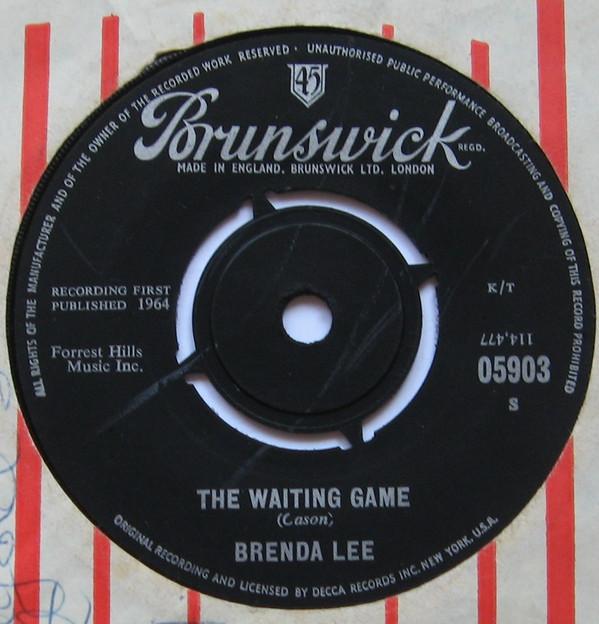 ALL RIGHTS OF THE MANUFACTURER AND OF THE OWNER OF THE RECORDED WORK RESERVED · UNAUTHORISED PUBLIC PERFORMANCE BROADCASTING AND COPYING OF THIS RECORD PROHIBITED
45
Brunswick REGD.
MADE IN ENGLAND. BRUNSWICK LTD. LONDON
RECORDING FIRST
PUBLISHED 1964
K/T
Forrest Hills
Music Inc.
114,477
05903
S
THE WAITING GAME
(Cason)
BRENDA LEE
ORIGINAL RECORDING AND LICENSED BY DECCA RECORDS INC. NEW YORK, U.S.A.